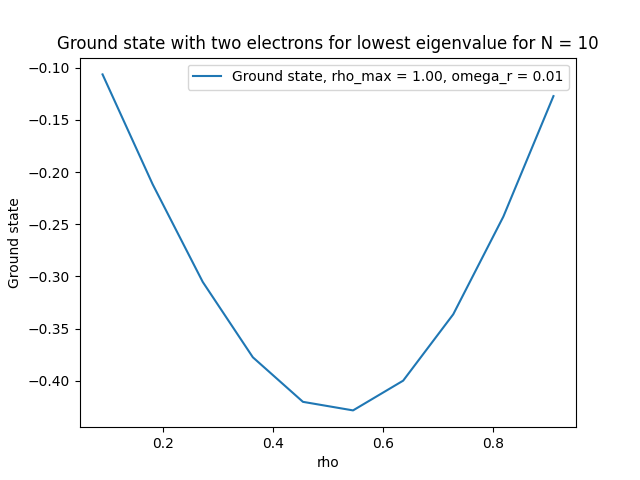 Ground state with two electrons for lowest eigenvalue for N = 10
Ground state, rho_max = 1.00, omega_r = 0.01
−0.10
−0.15
−0.20
−0.25
−0.30
−0.35
−0.40
Ground state
0.2
0.4
0.6
0.8
rho